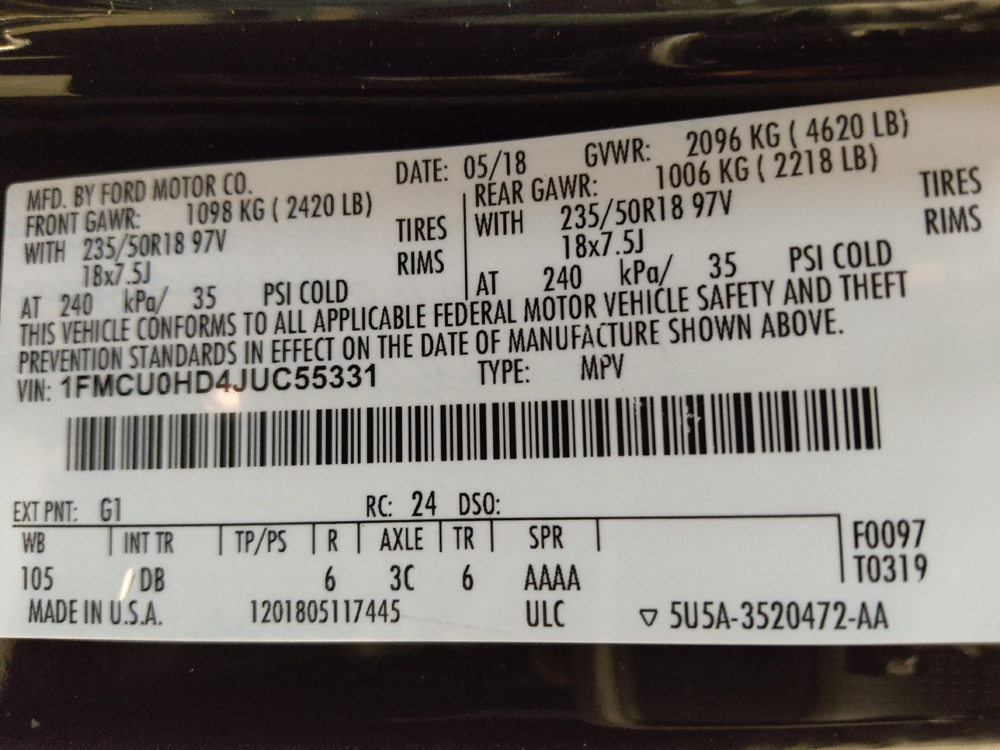 MFD. BY FORD MOTOR CO. DATE: 05/18 GVWR: 2096 KG ( 4620 LB)
FRONT GAWR: 1098 KG ( 2420 LB) REAR GAWR: 1006 KG ( 2218 LB)
WITH 235/50R18 97V TIRES WITH 235/50R18 97V TIRES
18x7.5J RIMS 18x7.5J RIMS
AT 240 kPa/ 35 PSI COLD AT 240 kPa/ 35 PSI COLD
THIS VEHICLE CONFORMS TO ALL APPLICABLE FEDERAL MOTOR VEHICLE SAFETY AND THEFT
PREVENTION STANDARDS IN EFFECT ON THE DATE OF MANUFACTURE SHOWN ABOVE.
VIN: 1FMCU0HD4JUC55331 TYPE: MPV
EXT PNT: G1 RC: 24 DSO:
WB INT TR TP/PS R AXLE TR SPR F0097
105 DB 6 3C 6 AAAA T0319
MADE IN U.S.A. 1201805117445 ULC ▽ 5U5A-3520472-AA